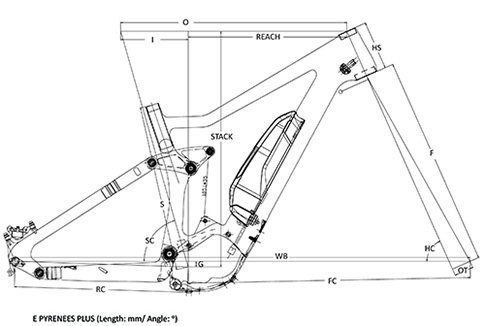 O
I
REACH
HS
STACK
F
S
SC
HC
IG
WB
OT
RC
FC
E PYRENEES PLUS (Length: mm/ Angle: º)